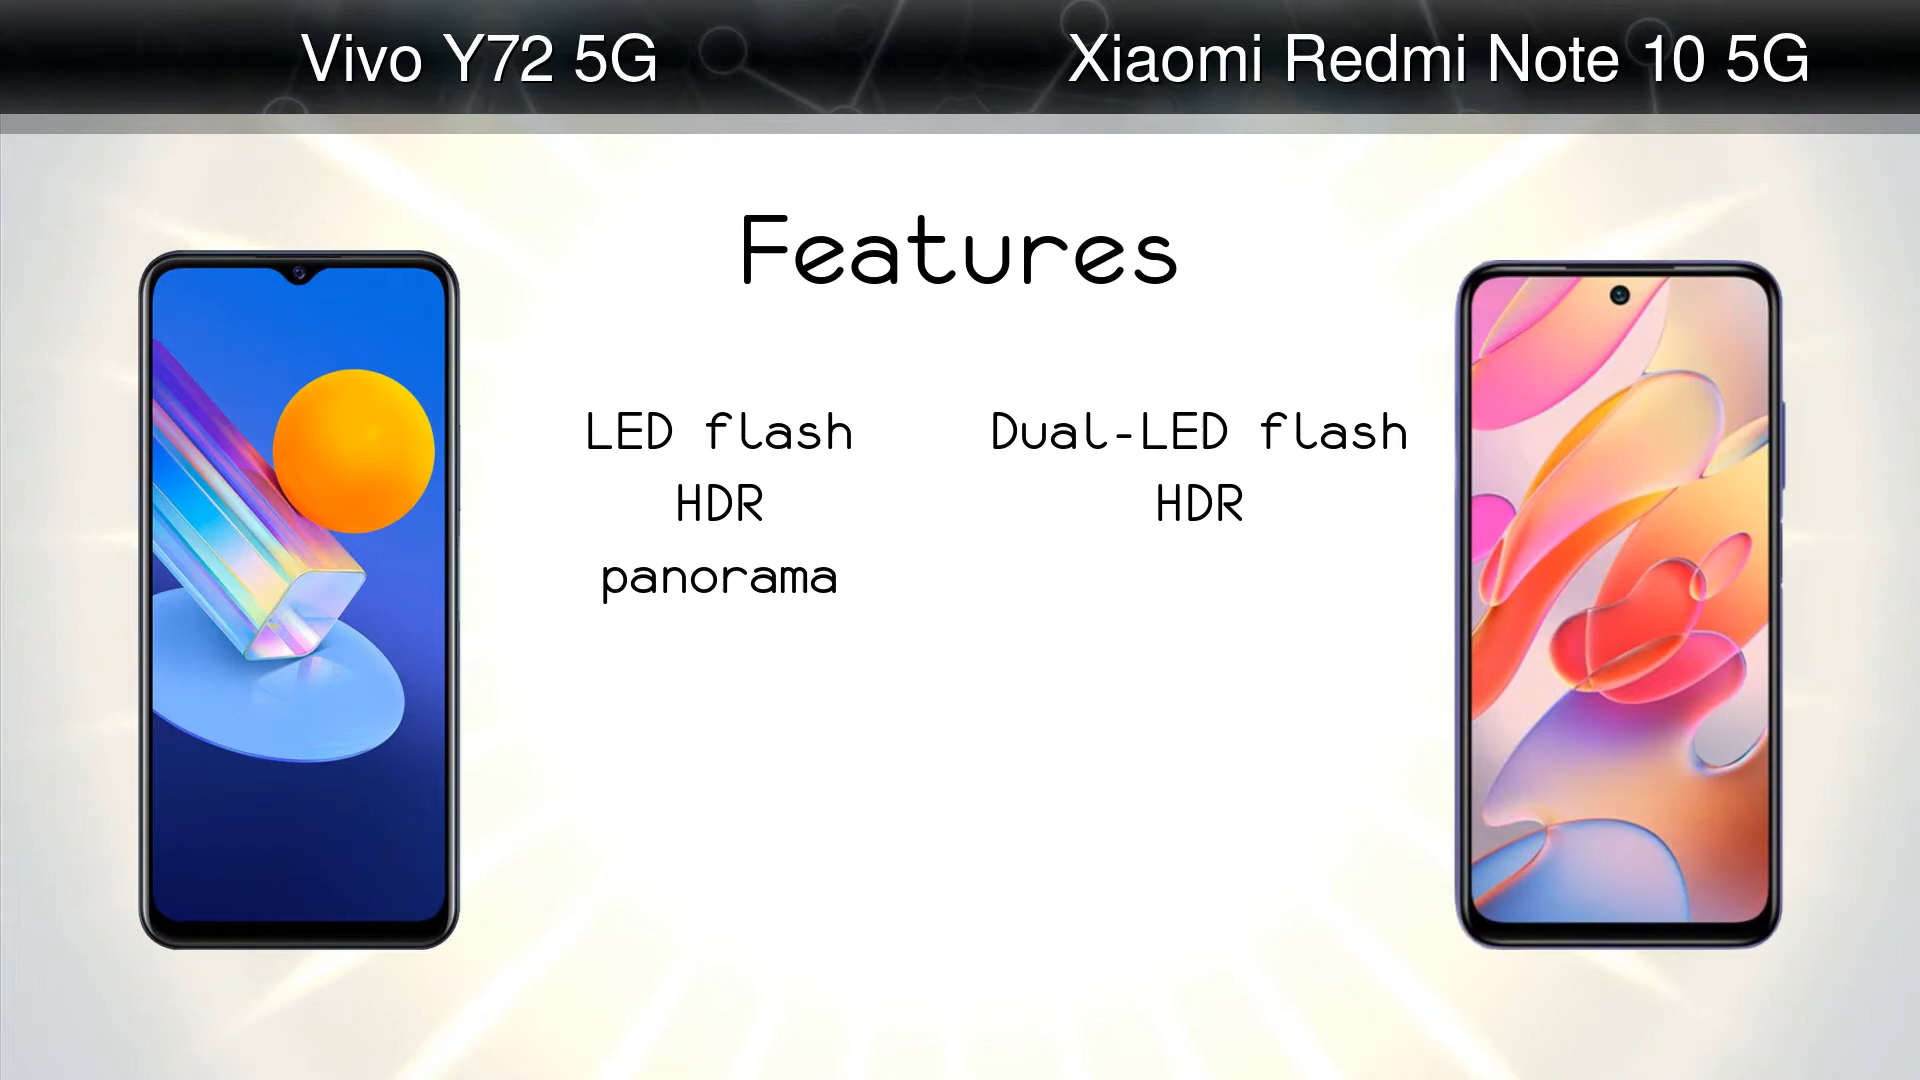 Vivo Y72 5G
Xiaomi Redmi Note 10 5G
Features
LED flash
HDR
panorama
Dual-LED flash
HDR